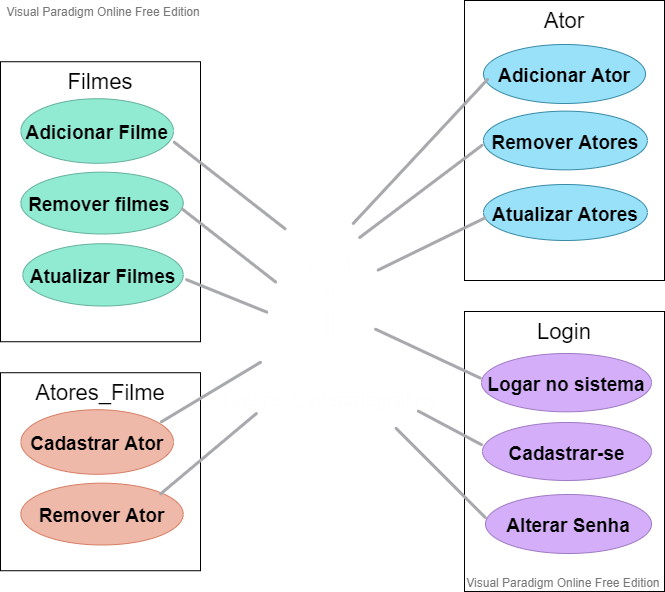 Visual Paradigm Online Free Edition
Filmes
Adicionar Filme
Remover filmes
Atualizar Filmes
Atores_Filme
Cadastrar Ator
Remover Ator
Ator
Adicionar Ator
Remover Atores
Atualizar Atores
Login
Logar no sistema
Cadastrar-se
Alterar Senha
Visual Paradigm Online Free Edition